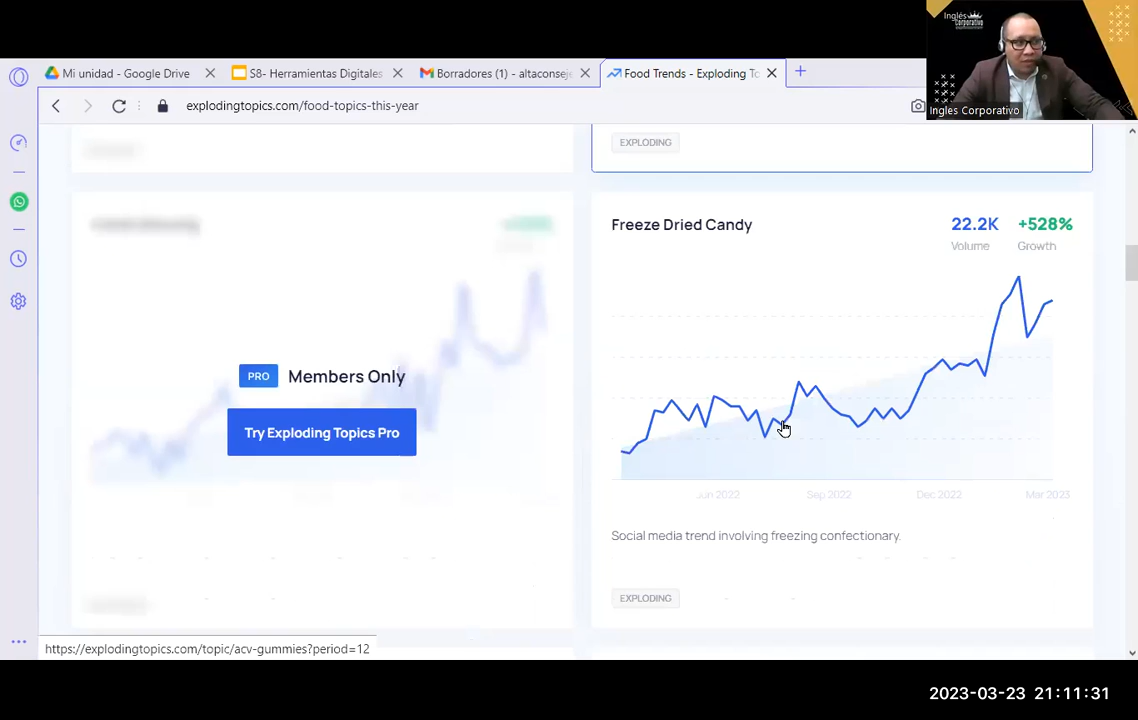 Inglés
Corporativo
Mi unidad - Google Drive
S8- Herramientas Digitales
Borradores (1) - altaconseje
Food Trends - Exploding To
Ingles Corporativo
explodingtopics.com/food-topics-this-year
EXPLODING
Freeze Dried Candy
22.2K
+528%
Volume
Growth
PRO
Members Only
Try Exploding Topics Pro
Jun 2022
Sep 2022
Dec 2022
Mar 2023
Social media trend involving freezing confectionary.
EXPLODING
https://explodingtopics.com/topic/acv-gummies?period=12
2023-03-23 21:11:31